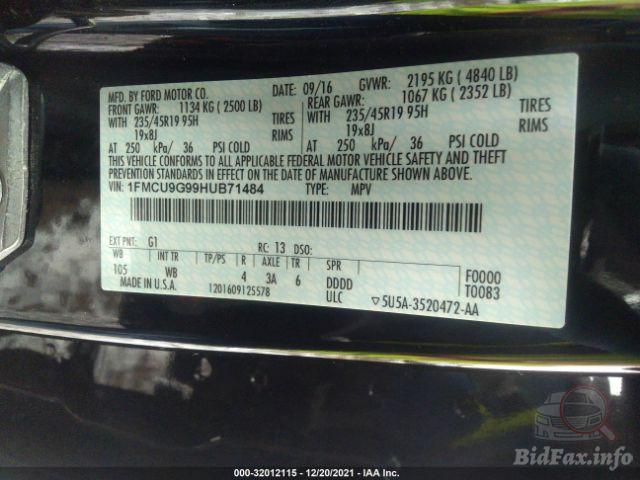 MFD. BY FORD MOTOR CO.
DATE: 09/16 GVWR: 2195 KG ( 4840 LB)
FRONT GAWR: 1134 KG ( 2500 LB)
REAR GAWR: 1067 KG ( 2352 LB)
WITH 235/45R19 95H TIRES
WITH 235/45R19 95H TIRES
19x8J RIMS
19x8J RIMS
AT 250 kPa/ 36 PSI COLD
AT 250 kPa/ 36 PSI COLD
THIS VEHICLE CONFORMS TO ALL APPLICABLE FEDERAL MOTOR VEHICLE SAFETY AND THEFT
PREVENTION STANDARDS IN EFFECT ON THE DATE OF MANUFACTURE SHOWN ABOVE.
VIN: 1FMCU9G99HUB71484 TYPE: MPV
EXT PNT: G1 RC: 13 DSO:
WB INT TR TP/PS R AXLE TR SPR
105 WB 4 3A 6 DDDD F0000
MADE IN U.S.A. 1201609125578 ULC T0083
▽5U5A-3520472-AA
BidFax.info
000-32012115 - 12/20/2021 - IAA Inc.